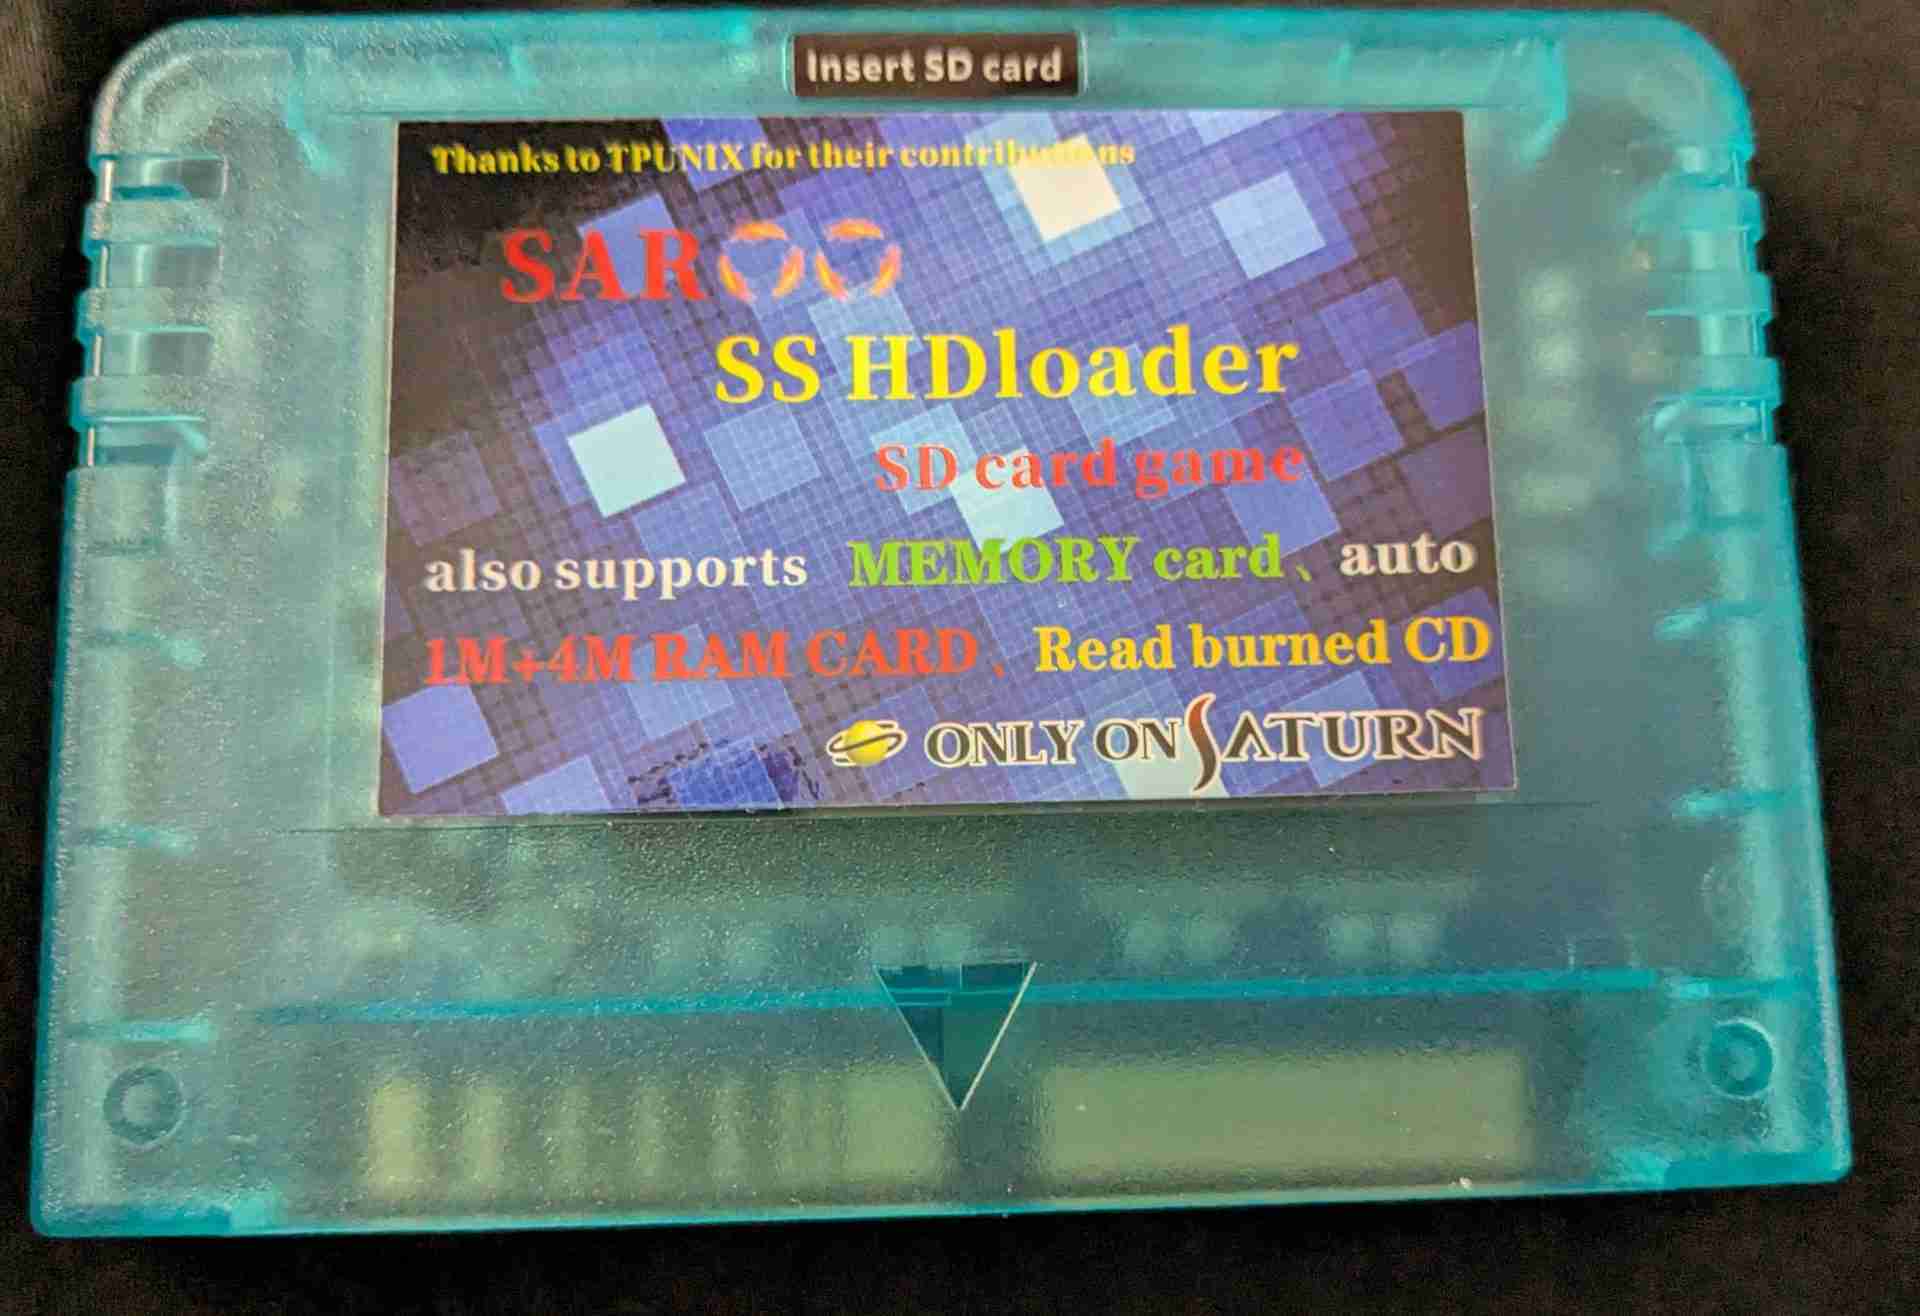 Insert SD card
Thanks to TPUNIX for their contributions
SAROO
SS HDloader
SD card game
also supports MEMORY card、auto
1M+4M RAM CARD、Read burned CD
ONLY ON SATURN